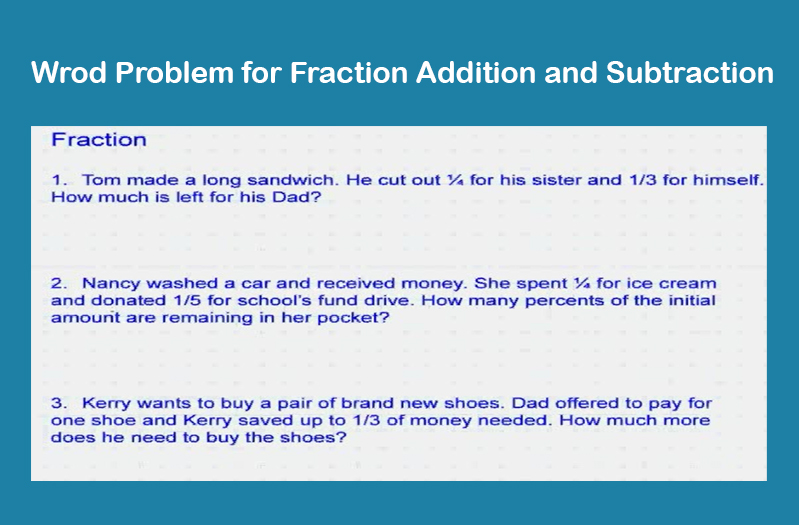 Wrod Problem for Fraction Addition and Subtraction
Fraction
1. Tom made a long sandwich. He cut out ¼ for his sister and 1/3 for himself.
How much is left for his Dad?
2. Nancy washed a car and received money. She spent ¼ for ice cream
and donated 1/5 for school's fund drive. How many percents of the initial
amount are remaining in her pocket?
3. Kerry wants to buy a pair of brand new shoes. Dad offered to pay for
one shoe and Kerry saved up to 1/3 of money needed. How much more
does he need to buy the shoes?